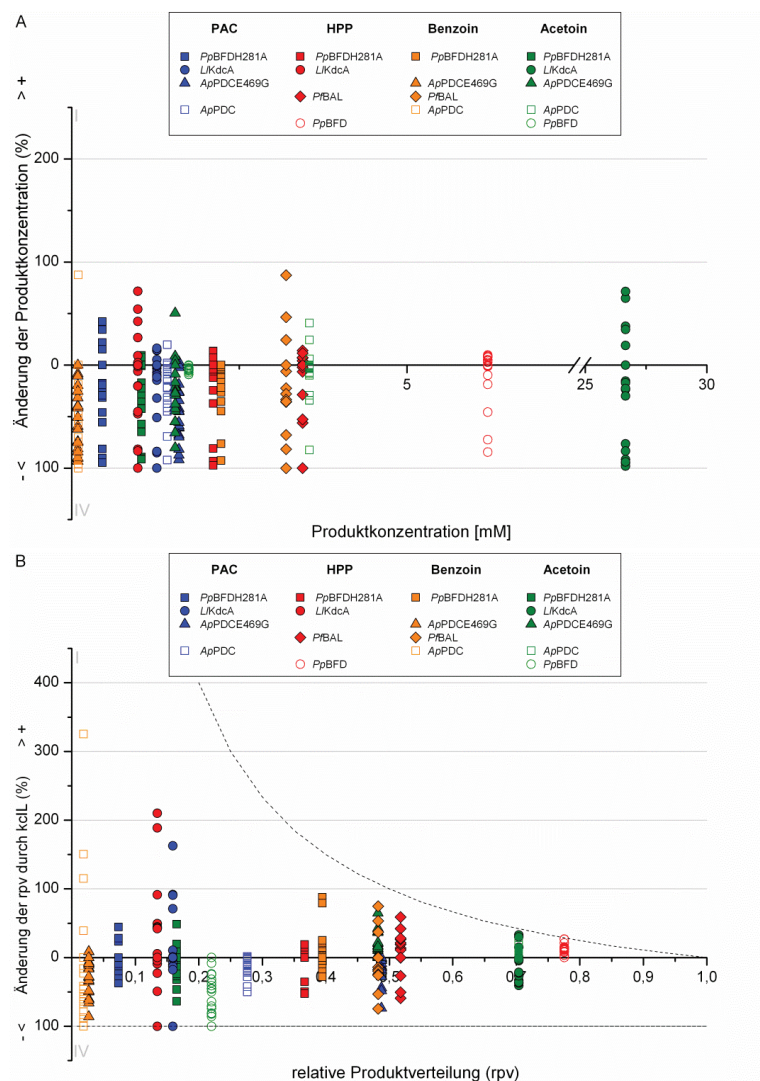 A
PAC HPP Benzoin Acetoin
PpBFDH281A PpBFDH281A PpBFDH281A PpBFDH281A
LlKdcA LlKdcA LlKdcA
ApPDCE469G ApPDCE469G ApPDCE469G
PfBAL PfBAL
ApPDC ApPDC ApPDC
PpBFD PpBFD
Änderung der Produktkonzentration (%)
> +
- <
I
200
100
0
100
IV
5 25 30
Produktkonzentration [mM]
B
PAC HPP Benzoin Acetoin
PpBFDH281A PpBFDH281A PpBFDH281A PpBFDH281A
LlKdcA LlKdcA LlKdcA
ApPDCE469G ApPDCE469G ApPDCE469G
PfBAL PfBAL
ApPDC ApPDC ApPDC
PpBFD PpBFD
Änderung der rpv durch kclL (%)
> +
- <
I
400
300
200
100
0
100
IV
0,1 0,2 0,3 0,4 0,5 0,6 0,7 0,8 0,9 1,0
relative Produktverteilung (rpv)